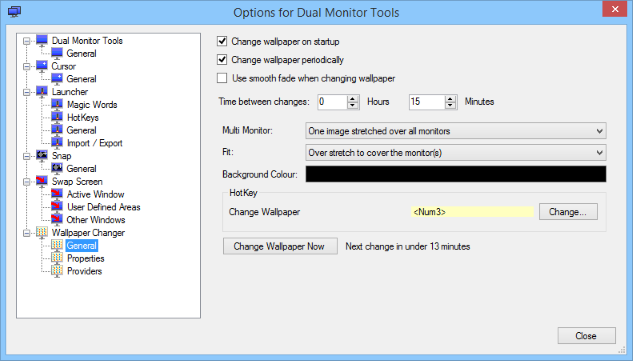 Options for Dual Monitor Tools
Dual Monitor Tools
General
Cursor
General
Launcher
Magic Words
HotKeys
General
Import / Export
Snap
General
Swap Screen
Active Window
User Defined Areas
Other Windows
Wallpaper Changer
General
Properties
Providers
Change wallpaper on startup
Change wallpaper periodically
Use smooth fade when changing wallpaper
Time between changes: 0 Hours 15 Minutes
Multi Monitor: One image stretched over all monitors
Fit: Over stretch to cover the monitor(s)
Background Colour:
HotKey
Change Wallpaper <Num3> Change...
Change Wallpaper Now Next change in under 13 minutes
Close